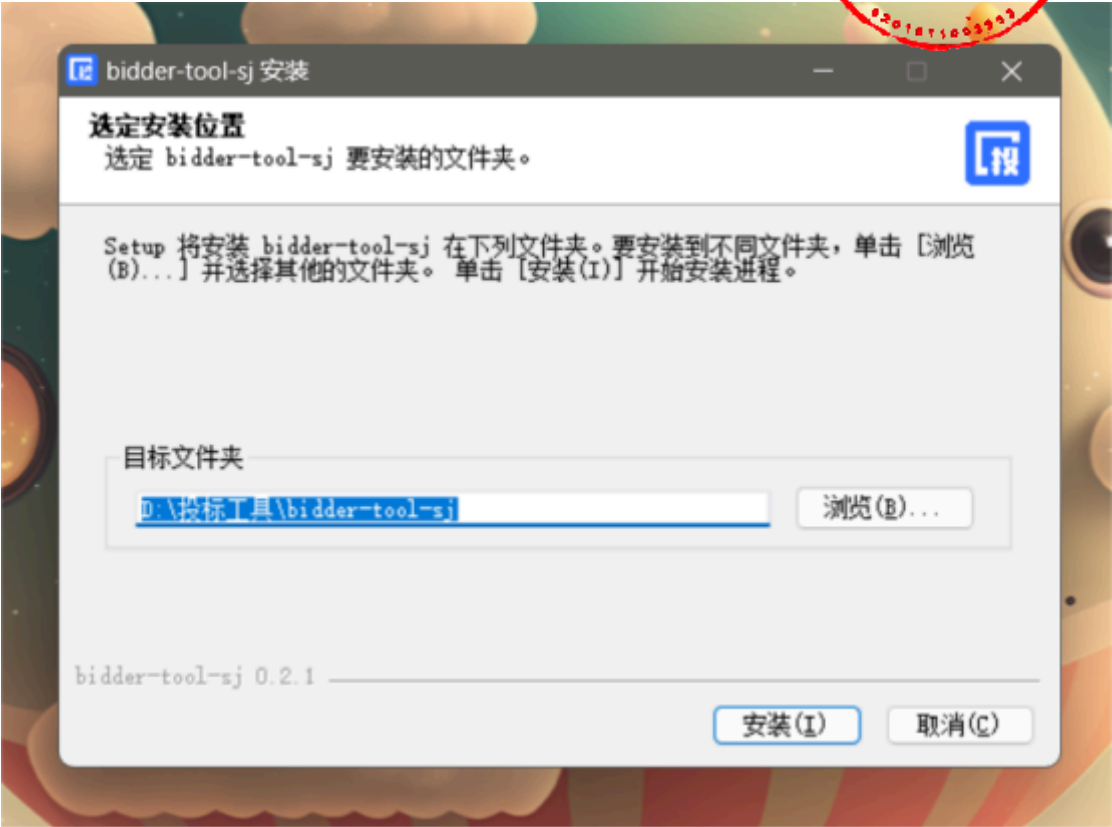 bidder-tool-sj 安装
选定安装位置
选定 bidder-tool-sj 要安装的文件夹。
投
Setup 将安装 bidder-tool-sj 在下列文件夹。要安装到不同文件夹，单击 [浏览
(B)...] 并选择其他的文件夹。 单击 [安装(I)] 开始安装进程。
目标文件夹
D:\投标工具\bidder-tool-sj
浏览(B)...
bidder-tool-sj 0.2.1
安装(I)
取消(C)